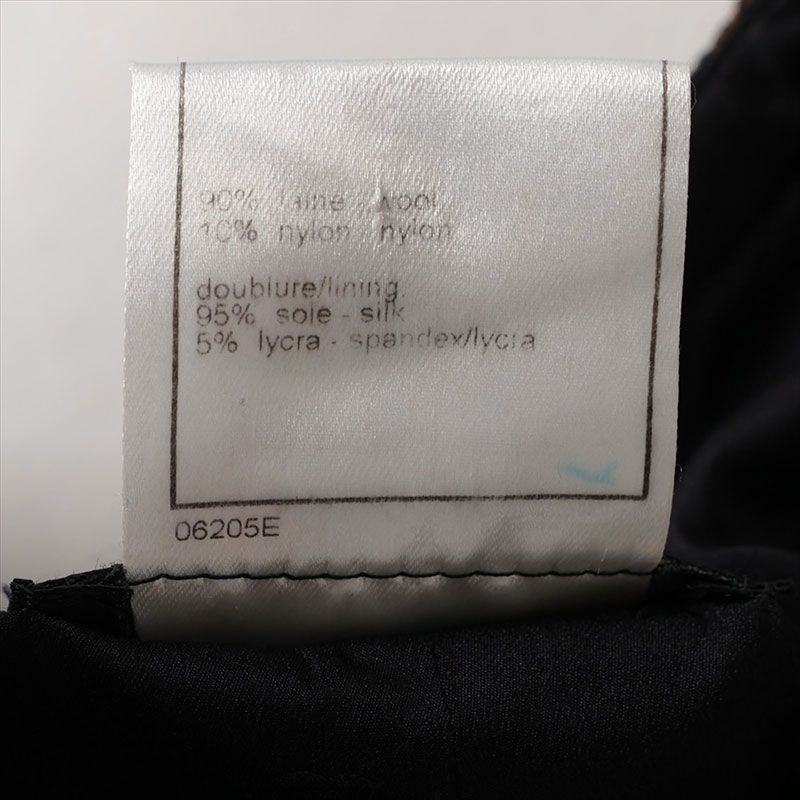 90% laine - wool
10% nylon - nylon
doublure/lining
95% soie - silk
5% lycra - spandex/lycra
06205E